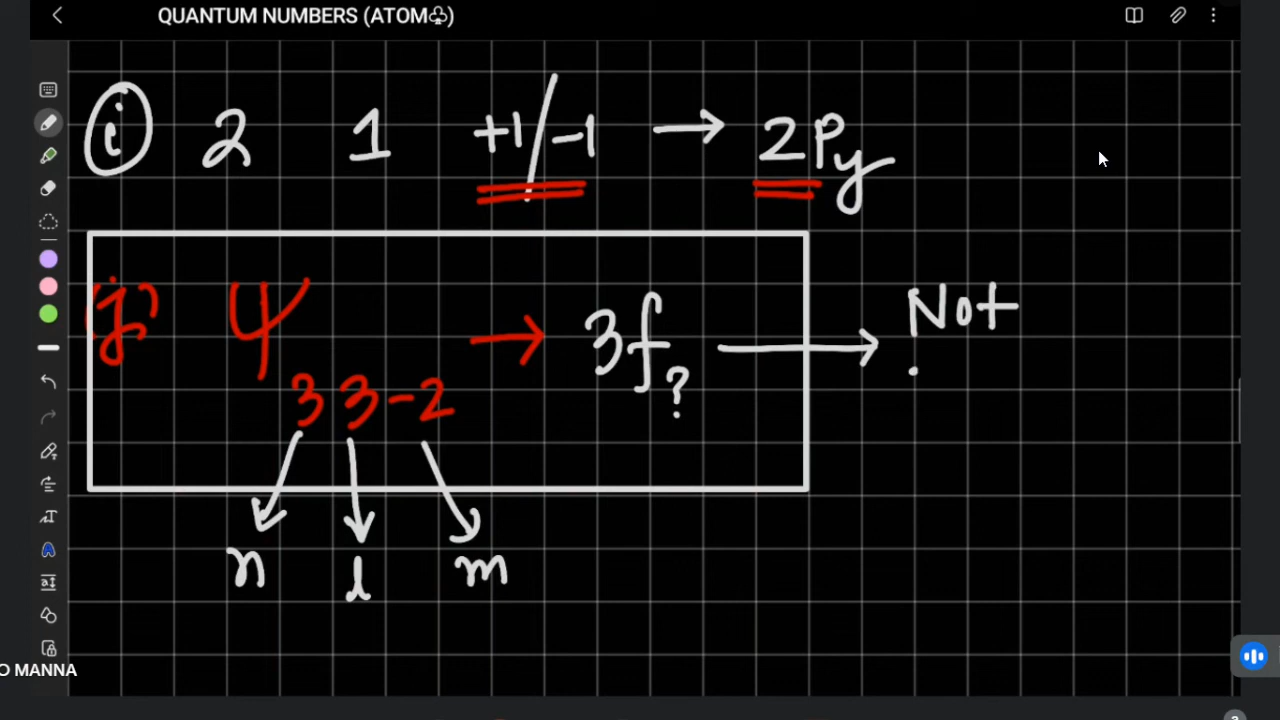 QUANTUM NUMBERS (ATOM♣)
(i) 2 1 +1/-1 → 2Py
(j) Ψ 3 3 -2 → 3f ? → Not
n l m
O MANNA